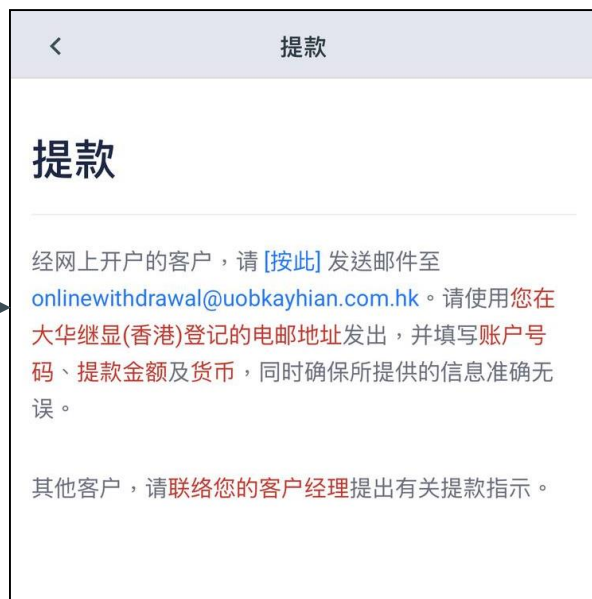 提款
提款
经网上开户的客户，请 [按此] 发送邮件至
onlinewithdrawal@uobkayhian.com.hk。请使用您在
大华继显(香港)登记的电邮地址发出，并填写账户号
码、提款金额及货币，同时确保所提供的信息准确无
误。
其他客户，请联络您的客户经理提出有关提款指示。